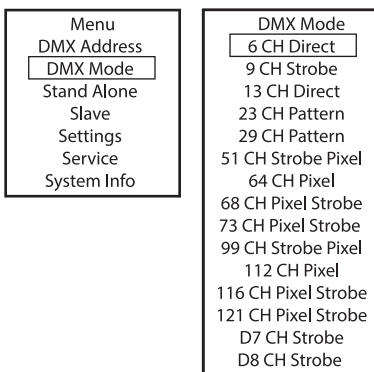 Menu
DMX Address
DMX Mode
Stand Alone
Slave
Settings
Service
System Info
DMX Mode
6 CH Direct
9 CH Strobe
13 CH Direct
23 CH Pattern
29 CH Pattern
51 CH Strobe Pixel
64 CH Pixel
68 CH Pixel Strobe
73 CH Pixel Strobe
99 CH Strobe Pixel
112 CH Pixel
116 CH Pixel Strobe
121 CH Pixel Strobe
D7 CH Strobe
D8 CH Strobe